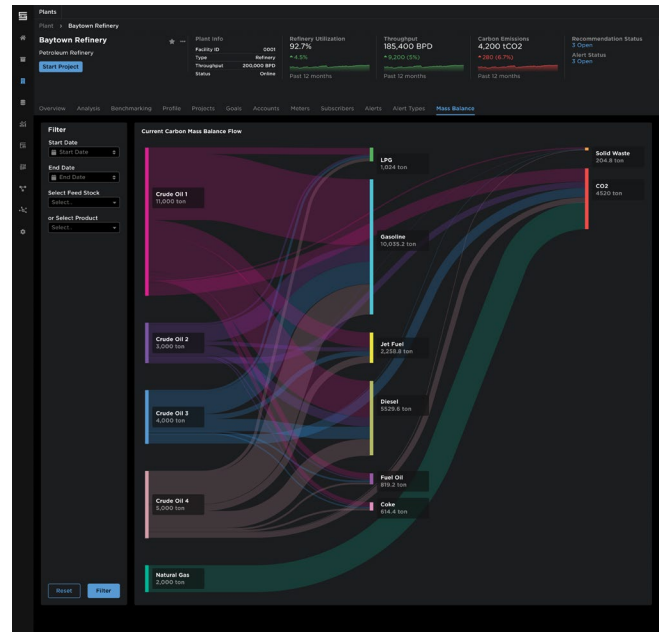 Plants
Plant > Baytown Refinery
Baytown Refinery
Petroleum Refinery
Start Project
Plant Info
Facility ID 0001
Type Refinery
Throughput 200,000 BPD
Status Online
Refinery Utilization
92.7%
4.5%
Past 12 months
Throughput
185,400 BPD
9,200 (5%)
Past 12 months
Carbon Emissions
4,200 tCO2
280 (6.7%)
Past 12 months
Recommendation Status
3 Open
Alert Status
3 Open
Overview Analysis Benchmarking Profile Projects Goals Accounts Meters Subscribers Alerts Alert Types Mass Balance
Filter
Start Date
Start Date
End Date
End Date
Select Feed Stock
Select..
or Select Product
Select..
Reset
Filter
Current Carbon Mass Balance Flow
Crude Oil 1
11,000 ton
Crude Oil 2
3,000 ton
Crude Oil 3
4,000 ton
Crude Oil 4
5,000 ton
Natural Gas
2,000 ton
LPG
1,024 ton
Gasoline
10,035.2 ton
Jet Fuel
2,259.8 ton
Diesel
5529.6 ton
Fuel Oil
819.2 ton
Coke
614.4 ton
Solid Waste
204.8 ton
CO2
4520 ton